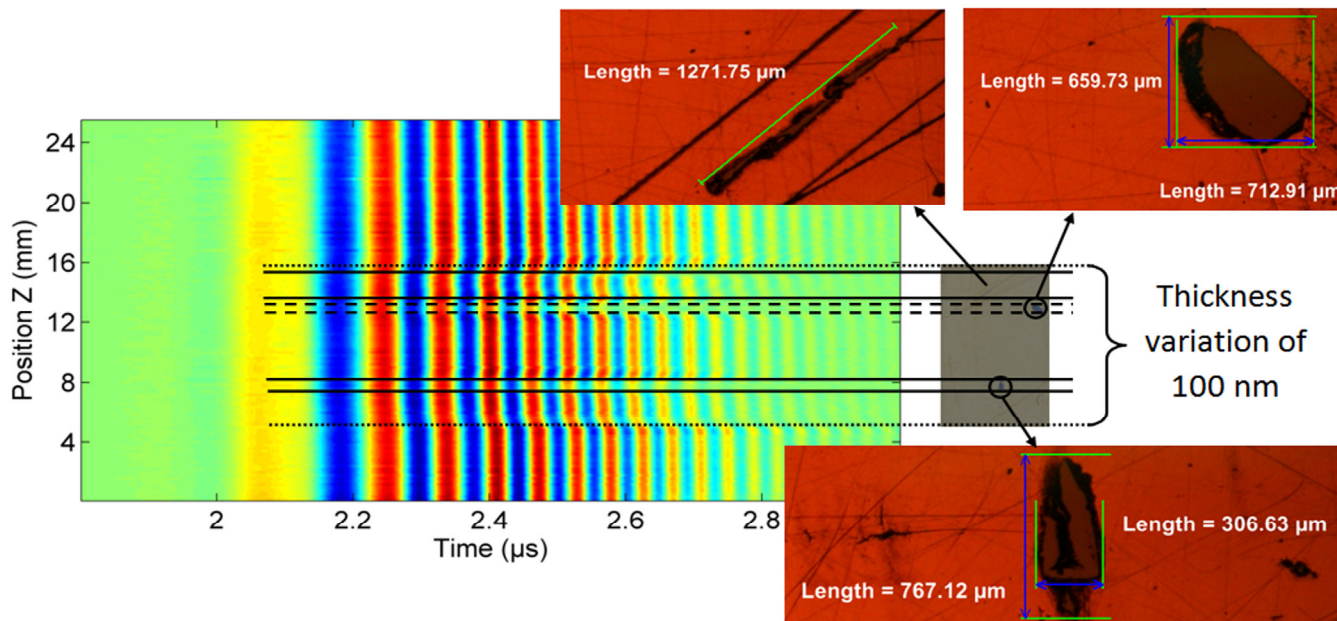 Length = 1271.75 µm
Length = 659.73 µm
Length = 712.91 µm
Position Z (mm)
24
20
16
12
8
4
2
2.2
2.4
2.6
2.8
Time (µs)
Thickness
variation of
100 nm
Length = 306.63 µm
Length = 767.12 µm